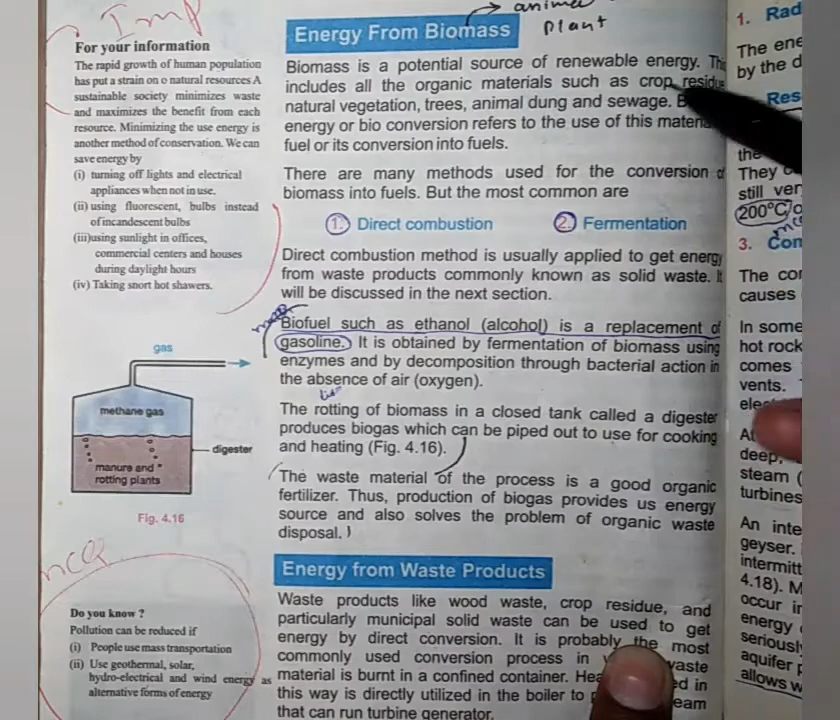 Imp
For your information
The rapid growth of human population
has put a strain on o natural resources A
sustainable society minimizes waste
and maximizes the benefit from each
resource. Minimizing the use energy is
another method of conservation. We can
save energy by
(i) turning off lights and electrical
appliances when not in use.
(ii) using fluorescent, bulbs instead
of incandescent bulbs
(iii) using sunlight in offices,
commercial centers and houses
during daylight hours
(iv) Taking snort hot shawers.
gas
methane gas
digester
manure and
rotting plants
Fig. 4.16
mcq
Do you know ?
Pollution can be reduced if
(i) People use mass transportation
(ii) Use geothermal, solar,
hydro-electrical and wind energy as
alternative forms of energy
plant
Energy From Biomass
Biomass is a potential source of renewable energy. This
includes all the organic materials such as crop
natural vegetation, trees, animal dung and sewage.
energy or bio conversion refers to the use of this
fuel or its conversion into fuels.
There are many methods used for the conversion
biomass into fuels. But the most common are
1. Direct combustion 2. Fermentation
Direct combustion method is usually applied to get energy
from waste products commonly known as solid waste. It
will be discussed in the next section.
Biofuel such as ethanol (alcohol) is a replacement of
gasoline. It is obtained by fermentation of biomass using
enzymes and by decomposition through bacterial action in
the absence of air (oxygen).
The rotting of biomass in a closed tank called a digester
produces biogas which can be piped out to use for cooking
and heating (Fig. 4.16).
The waste material of the process is a good organic
fertilizer. Thus, production of biogas provides us energy
source and also solves the problem of organic waste
disposal.
Energy from Waste Products
Waste products like wood waste, crop residue, and
particularly municipal solid waste can be used to get
energy by direct conversion. It is probably the most
commonly used conversion process in waste
material is burnt in a confined container. in
this way is directly utilized in the boiler to
that can run turbine generator.
1.
The
by the
the
They
still
200°C
mcq
3.
The
causes
In some
hot rock
comes
vents.
At
deep,
steam
turbines
An
geyser.
4.18).
occur
energy
seriously
aquifer
allows